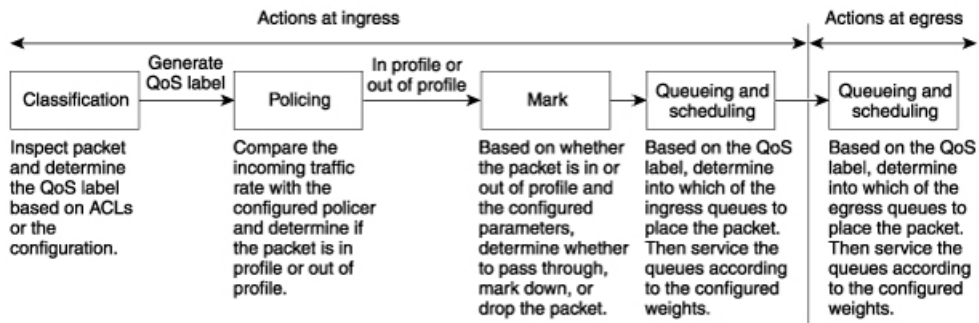 Actions at ingress
Actions at egress
Generate
QoS label
In profile or
out of profile
Classification
Policing
Mark
Queueing and
scheduling
Queueing and
scheduling
Inspect packet
and determine
the QoS label
based on ACLs
or the
configuration.
Compare the
incoming traffic
rate with the
configured policer
and determine if
the packet is in
profile or out of
profile.
Based on whether
the packet is in or
out of profile and
the configured
parameters,
determine whether
to pass through,
mark down, or
drop the packet.
Based on the QoS
label, determine
into which of the
ingress queues to
place the packet.
Then service the
queues according
to the configured
weights.
Based on the QoS
label, determine
into which of the
egress queues to
place the packet.
Then service the
queues according
to the configured
weights.